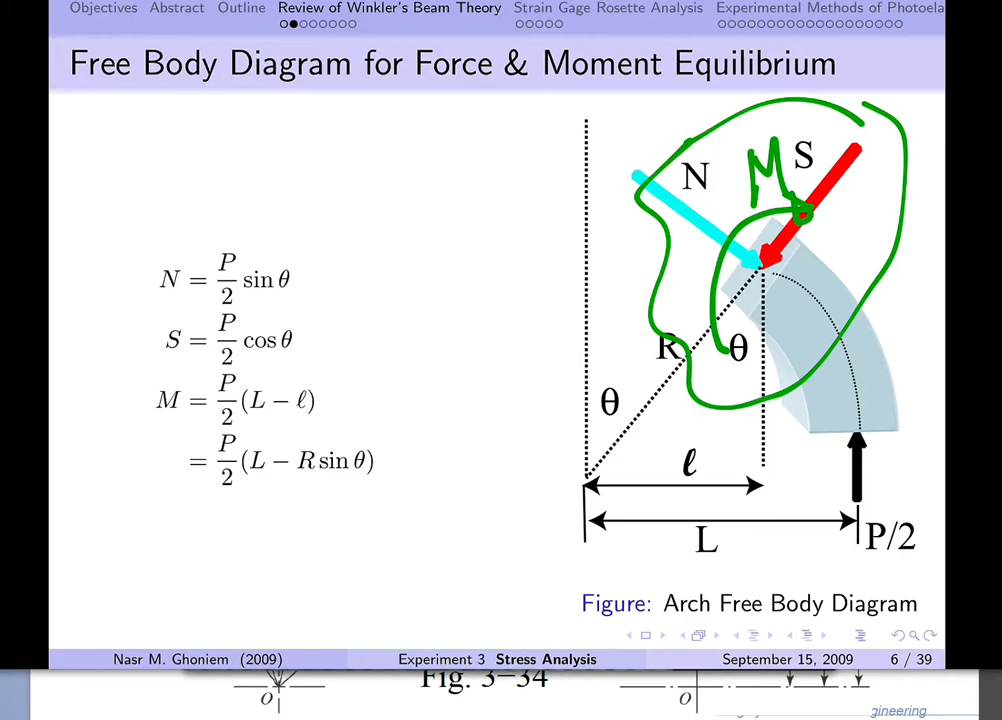 Objectives Abstract Outline Review of Winkler's Beam Theory Strain Gage Rosette Analysis Experimental Methods of Photoela
Free Body Diagram for Force & Moment Equilibrium
N = P/2 sin θ
S = P/2 cos θ
M = P/2 (L − ℓ)
= P/2 (L − R sin θ)
M S
N
R θ
θ
ℓ
L P/2
Figure: Arch Free Body Diagram
Nasr M. Ghoniem (2009) Experiment 3 Stress Analysis September 15, 2009 6 / 39
Fig. 3–34
O O
gineering